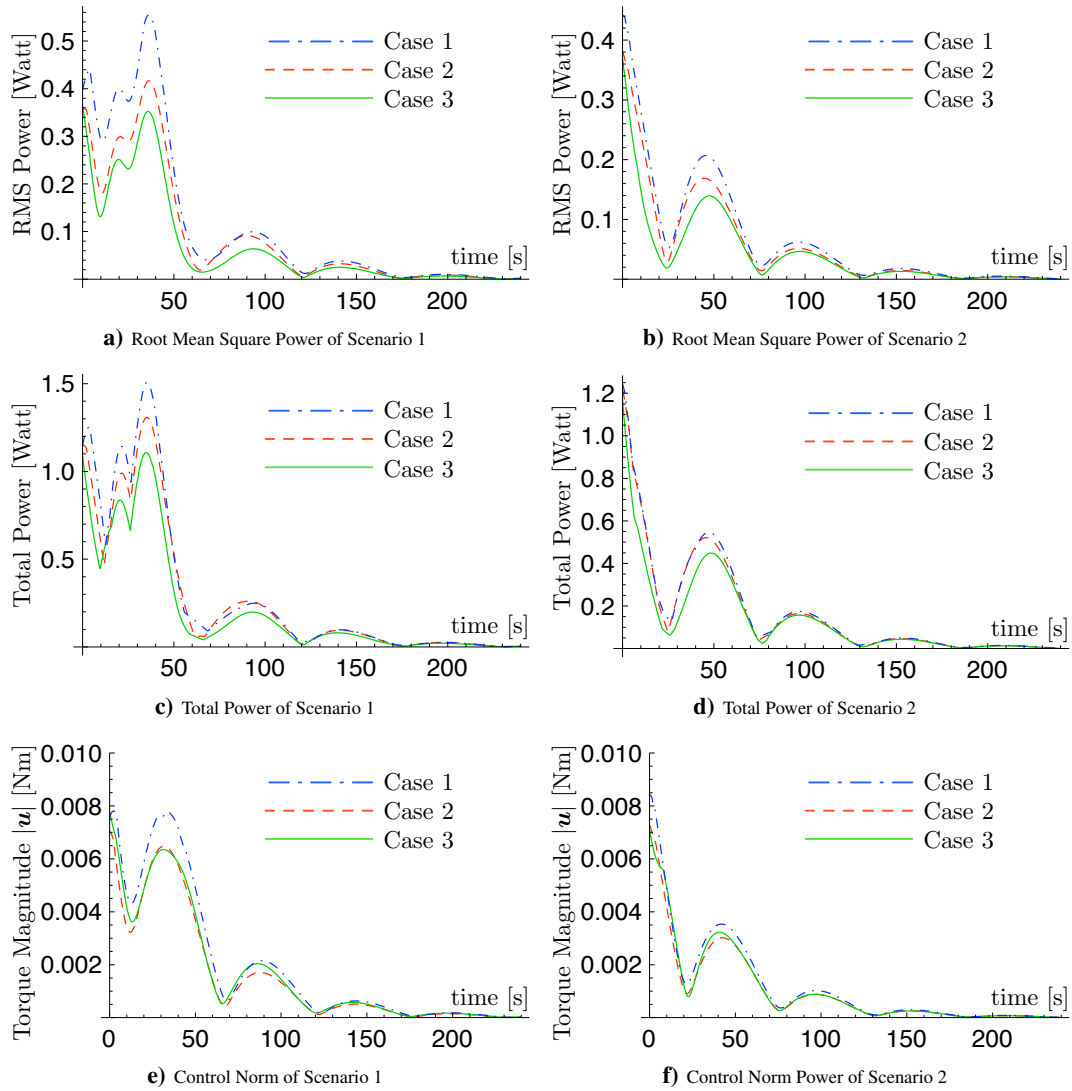 RMS Power [Watt]
0.5
0.4
0.3
0.2
0.1
Case 1
Case 2
Case 3
time [s]
50 100 150 200
a) Root Mean Square Power of Scenario 1
RMS Power [Watt]
0.4
0.3
0.2
0.1
Case 1
Case 2
Case 3
time [s]
50 100 150 200
b) Root Mean Square Power of Scenario 2
Total Power [Watt]
1.5
1.0
0.5
Case 1
Case 2
Case 3
time [s]
50 100 150 200
c) Total Power of Scenario 1
Total Power [Watt]
1.2
1.0
0.8
0.6
0.4
0.2
Case 1
Case 2
Case 3
time [s]
50 100 150 200
d) Total Power of Scenario 2
Torque Magnitude |u| [Nm]
0.010
0.008
0.006
0.004
0.002
Case 1
Case 2
Case 3
time [s]
0 50 100 150 200
e) Control Norm of Scenario 1
Torque Magnitude |u| [Nm]
0.010
0.008
0.006
0.004
0.002
Case 1
Case 2
Case 3
time [s]
0 50 100 150 200
f) Control Norm Power of Scenario 2